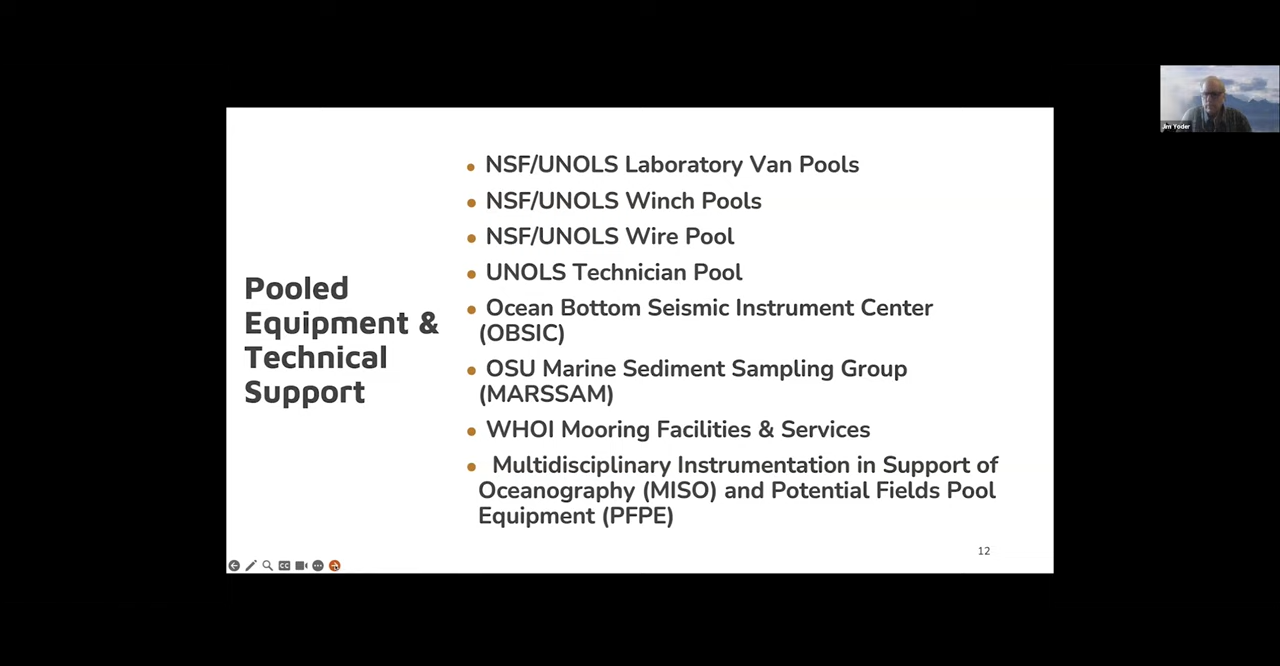 Pooled
Equipment &
Technical
Support
NSF/UNOLS Laboratory Van Pools
NSF/UNOLS Winch Pools
NSF/UNOLS Wire Pool
UNOLS Technician Pool
Ocean Bottom Seismic Instrument Center
(OBSIC)
OSU Marine Sediment Sampling Group
(MARSSAM)
WHOI Mooring Facilities & Services
Multidisciplinary Instrumentation in Support of
Oceanography (MISO) and Potential Fields Pool
Equipment (PFPE)
12
CC
Jim Yoder